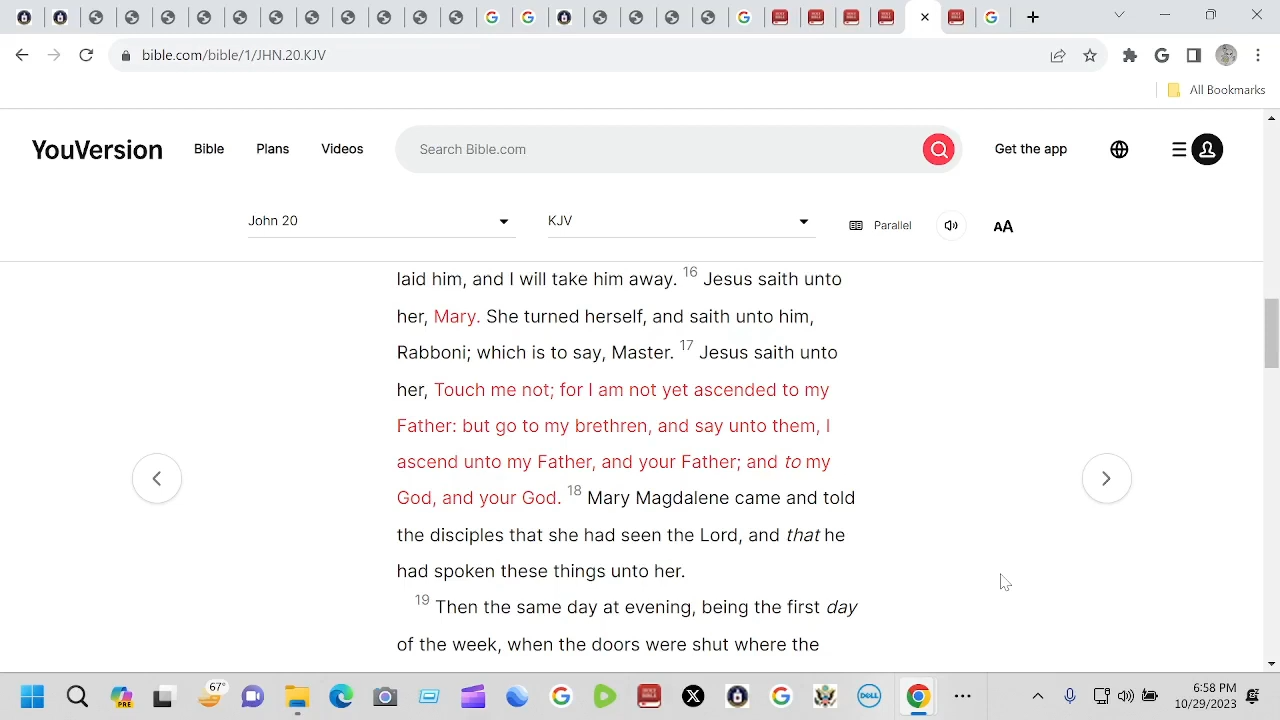 bible.com/bible/1/JHN.20.KJV
All Bookmarks
YouVersion Bible Plans Videos Search Bible.com Get the app
John 20 KJV Parallel AA
laid him, and I will take him away. 16 Jesus saith unto
her, Mary. She turned herself, and saith unto him,
Rabboni; which is to say, Master. 17 Jesus saith unto
her, Touch me not; for I am not yet ascended to my
Father: but go to my brethren, and say unto them, I
ascend unto my Father, and your Father; and to my
God, and your God. 18 Mary Magdalene came and told
the disciples that she had seen the Lord, and that he
had spoken these things unto her.
19 Then the same day at evening, being the first day
of the week, when the doors were shut where the
67°
PRE
DELL
6:58 PM
10/29/2023